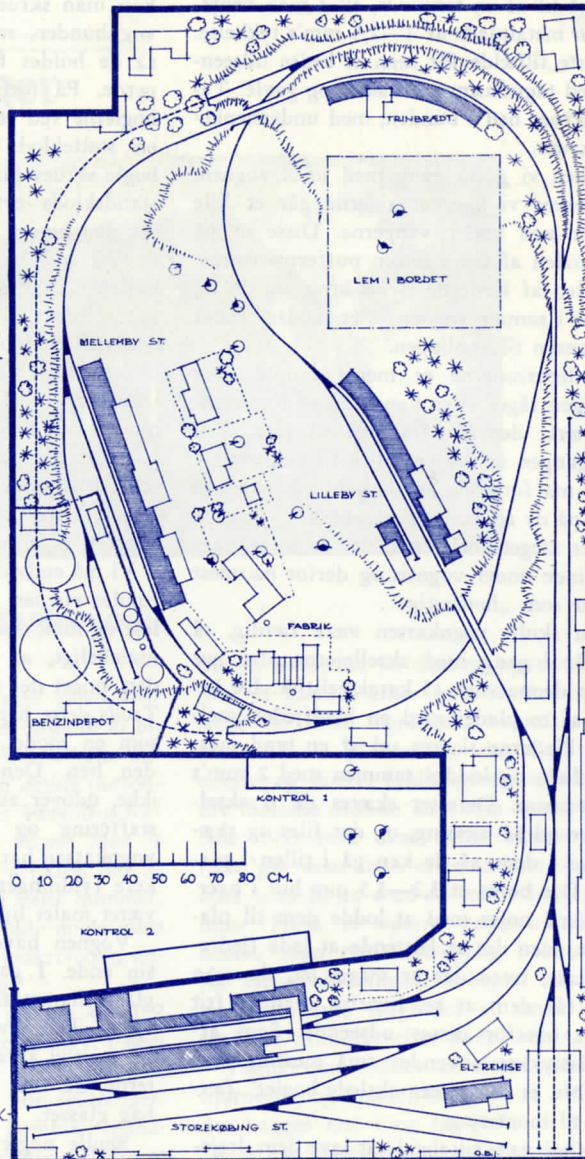 TRINBRÆDT
LEM I BORDET
MELLEMBY ST.
LILLEBY ST.
FABRIK
BENZINDEPOT
KONTROL 1
0 10 20 30 40 50 60 70 80 CM.
KONTROL 2
EL-REMISE
STOREKØBING ST.
O.B.J.